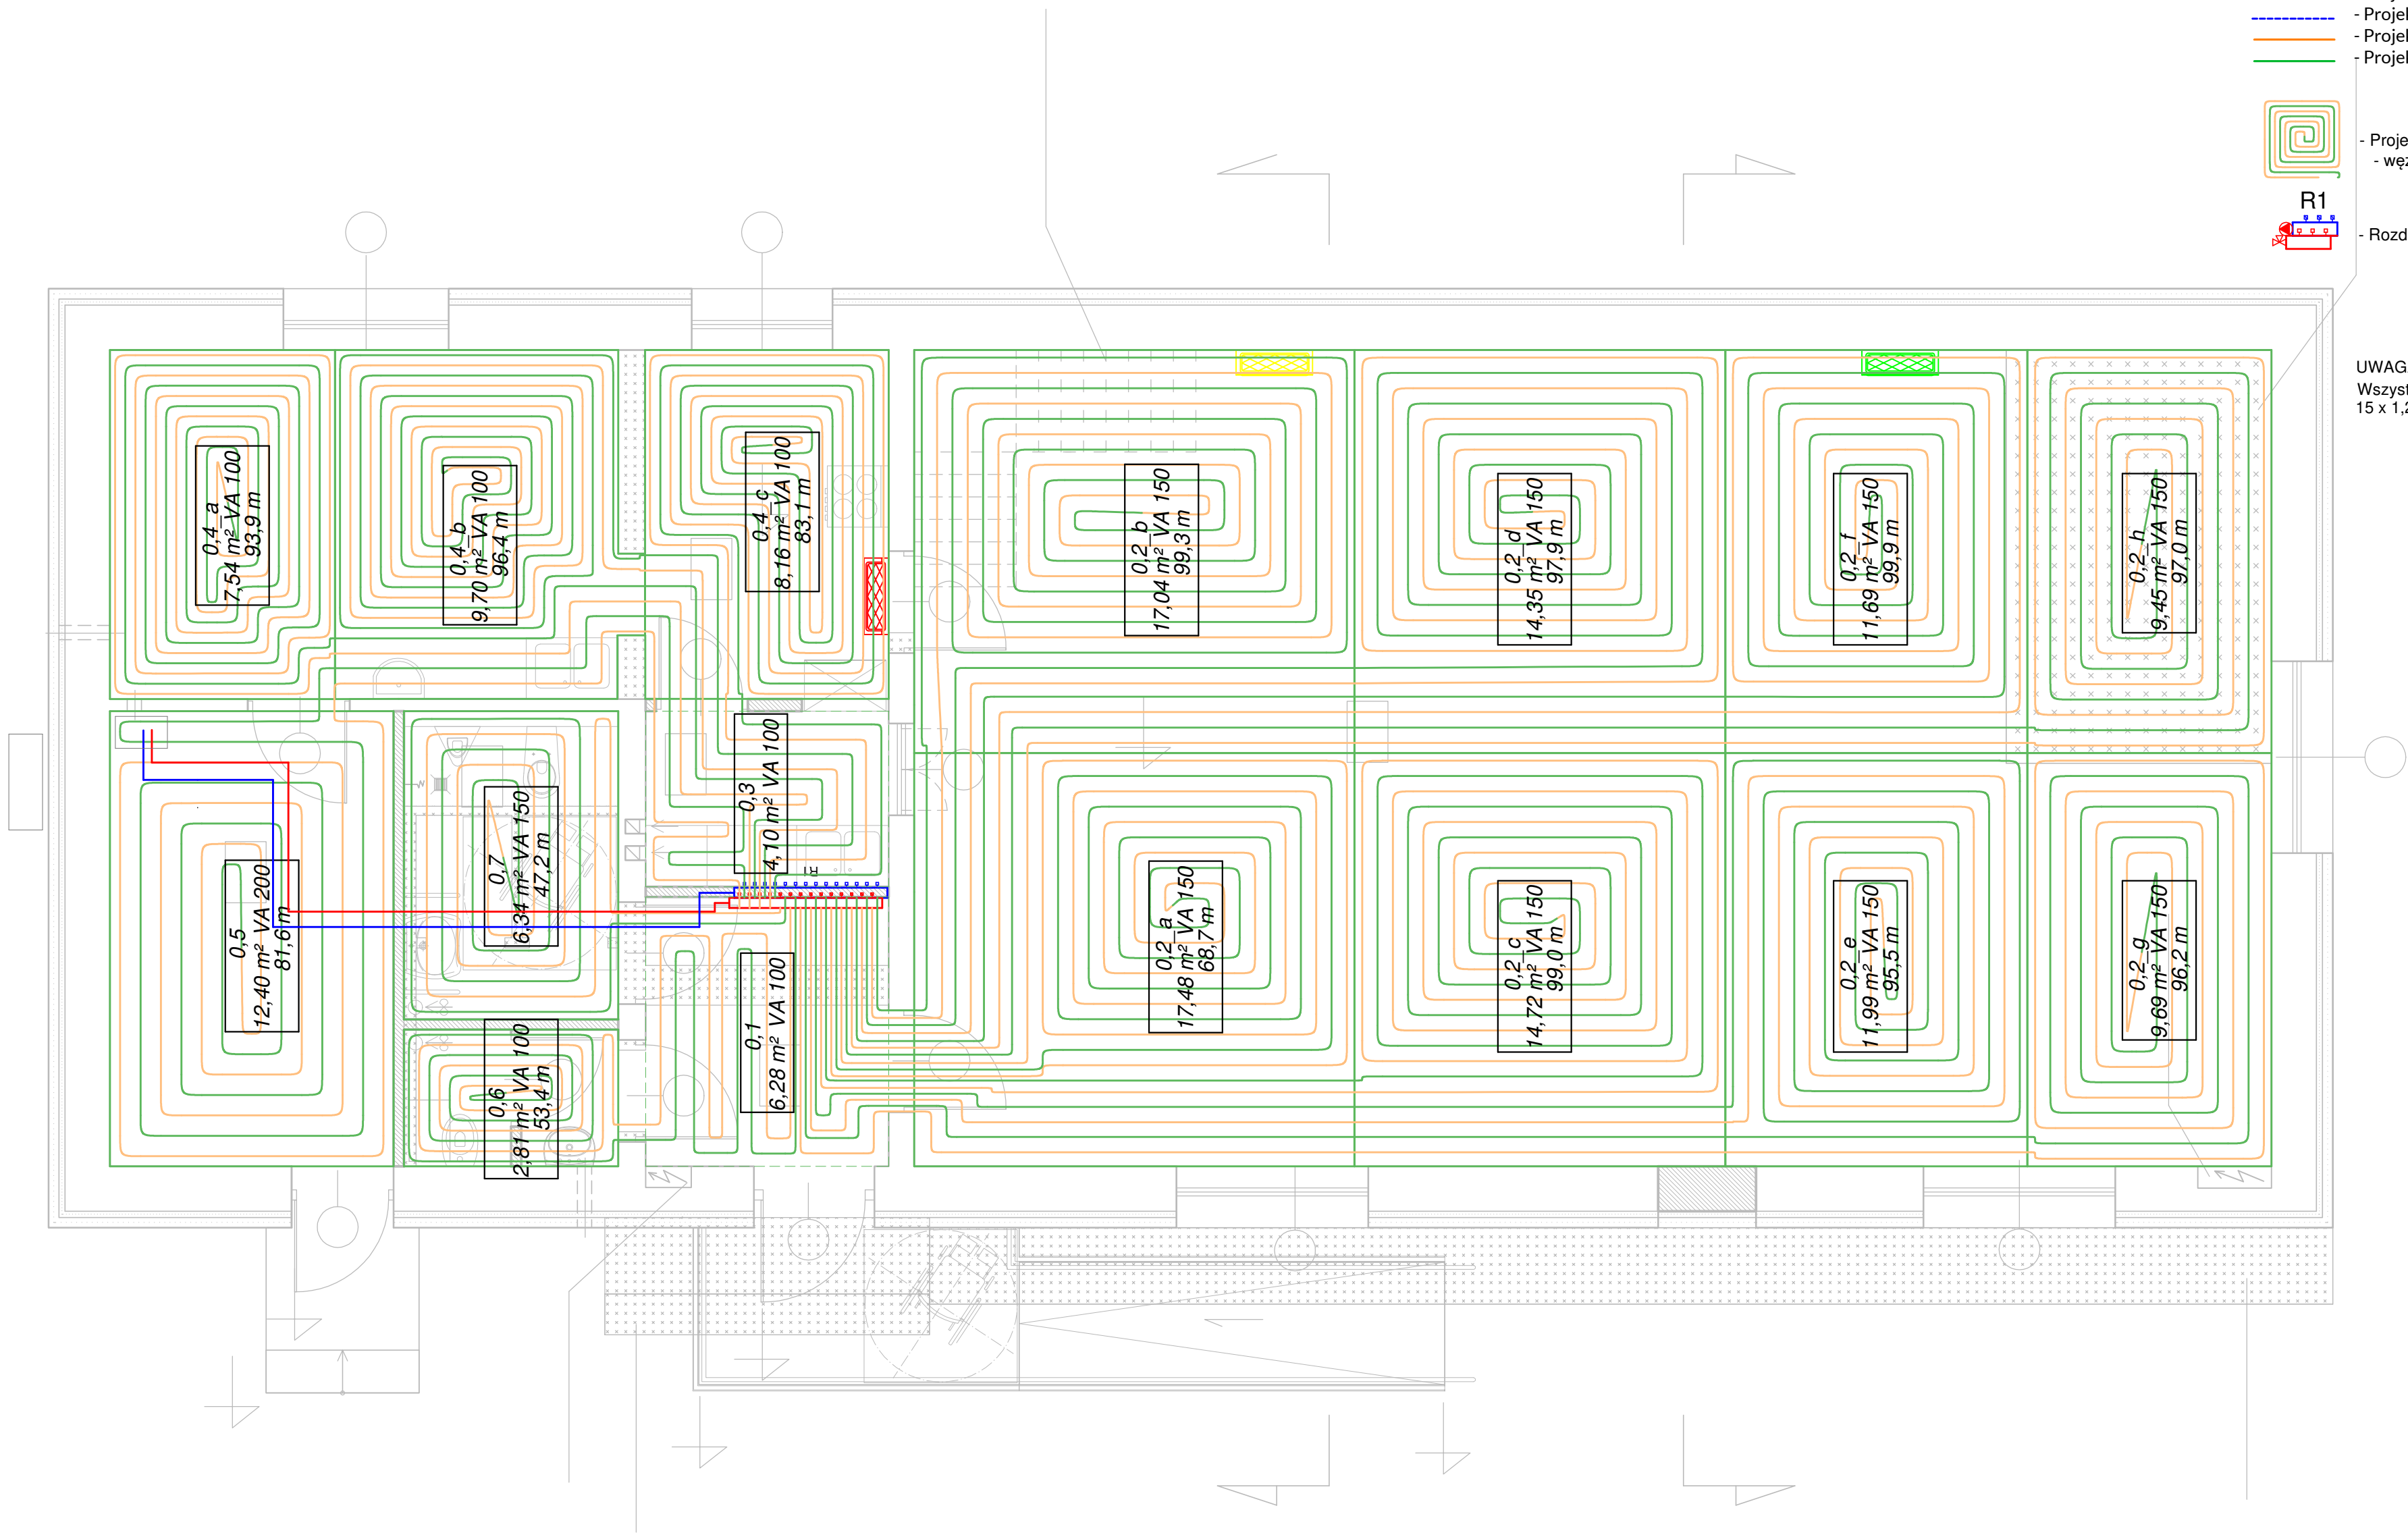 - Projel
- Projel
- Projel
- Proje
- węż
R1
- Rozd
UWAG
Wszysł
15 x 1,2
0,4_a
7,54 m² VA 100
93,9 m
0,4_b
9,70 m² VA 100
96,4 m
0,4_c
8,16 m² VA 100
83,1 m
0,2_b
17,04 m² VA 150
99,3 m
0,2_d
14,35 m² VA 150
97,9 m
0,2_f
11,69 m² VA 150
99,9 m
0,2_h
9,45 m² VA 150
97,0 m
0,3
4,10 m² VA 100
0,5
12,40 m² VA 200
81,6 m
0,7
6,34 m² VA 150
47,2 m
0,6
2,81 m² VA 100
53,4 m
0,1
6,28 m² VA 100
0,2_a
17,48 m² VA 150
68,7 m
0,2_c
14,72 m² VA 150
99,0 m
0,2_e
11,99 m² VA 150
95,5 m
0,2_g
9,69 m² VA 150
96,2 m